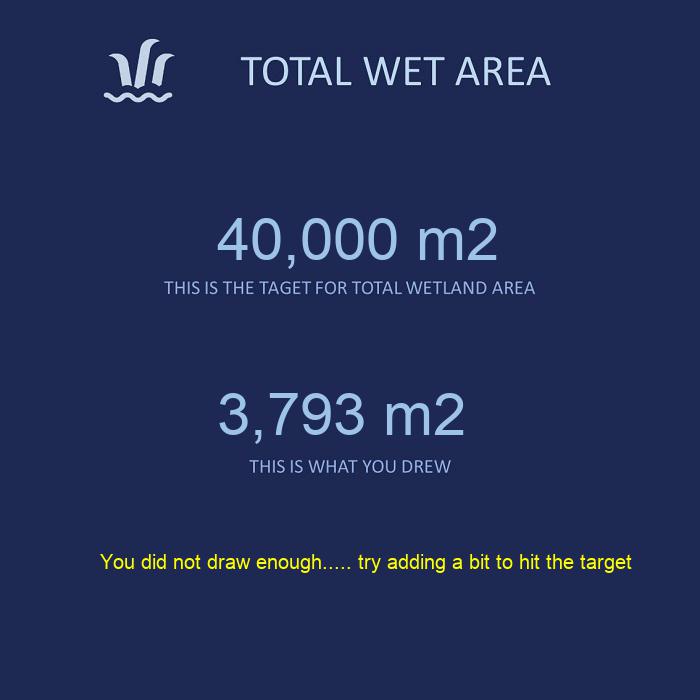 TOTAL WET AREA
40,000 m2
THIS IS THE TAGET FOR TOTAL WETLAND AREA
3,793 m2
THIS IS WHAT YOU DREW
You did not draw enough..... try adding a bit to hit the target